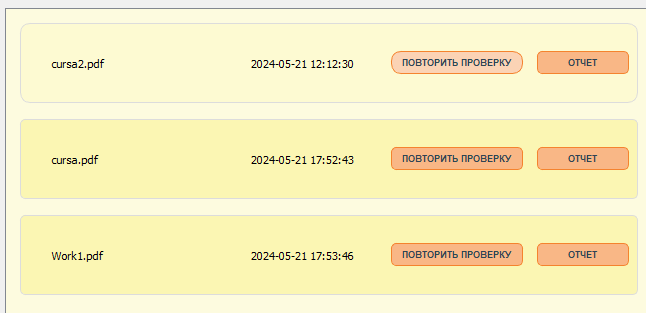 cursa2.pdf 2024-05-21 12:12:30 ПОВТОРИТЬ ПРОВЕРКУ ОТЧЕТ
cursa.pdf 2024-05-21 17:52:43 ПОВТОРИТЬ ПРОВЕРКУ ОТЧЕТ
Work1.pdf 2024-05-21 17:53:46 ПОВТОРИТЬ ПРОВЕРКУ ОТЧЕТ